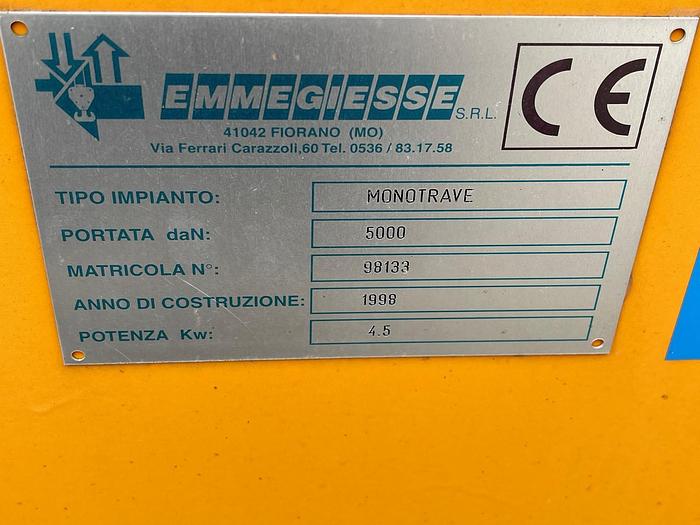 EMMEGIESSE S.R.L.
CE
41042 FIORANO (MO)
Via Ferrari Carazzoli,60 Tel. 0536 / 83.17.58
TIPO IMPIANTO: MONOTRAVE
PORTATA daN: 5000
MATRICOLA N°: 98133
ANNO DI COSTRUZIONE: 1998
POTENZA Kw: 4.5